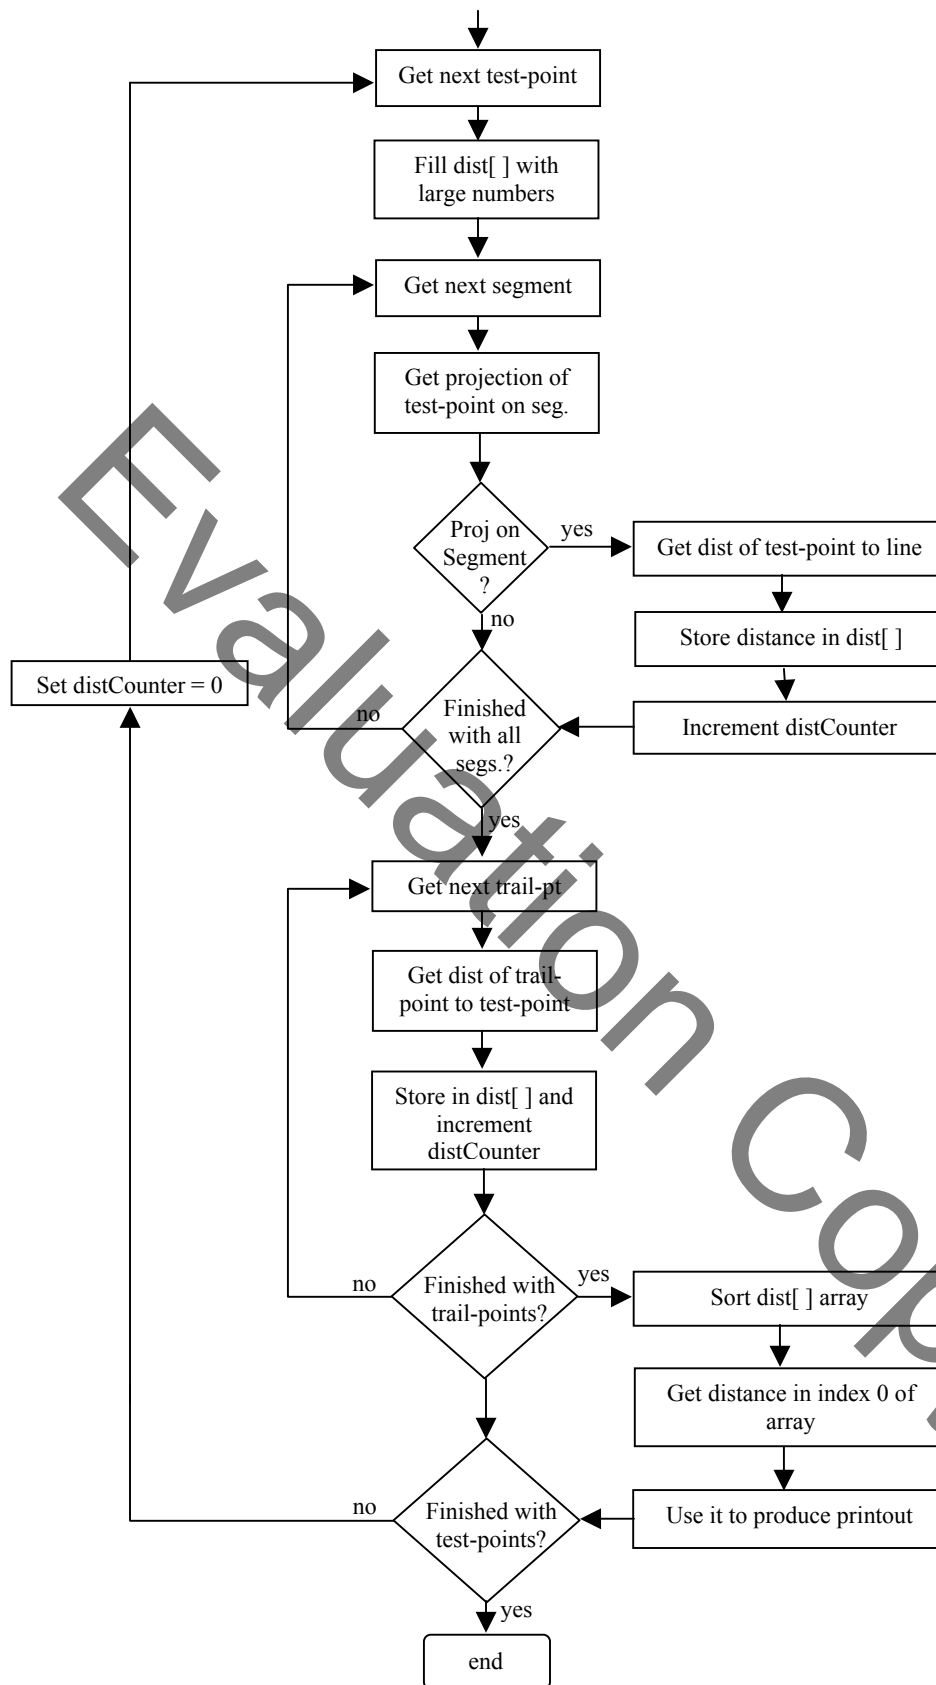 Get next test-point
Fill dist[ ] with
large numbers
Get next segment
Get projection of
test-point on seg.
Proj on
Segment
?
yes
Get dist of test-point to line
no
Store distance in dist[ ]
Set distCounter = 0
Finished
with all
segs.?
no
Increment distCounter
yes
Get next trail-pt
Get dist of trail-
point to test-point
Store in dist[ ] and
increment
distCounter
Finished with
trail-points?
no
yes
Sort dist[ ] array
Get distance in index 0 of
array
Finished with
test-points?
no
Use it to produce printout
yes
end
Evaluation Cop